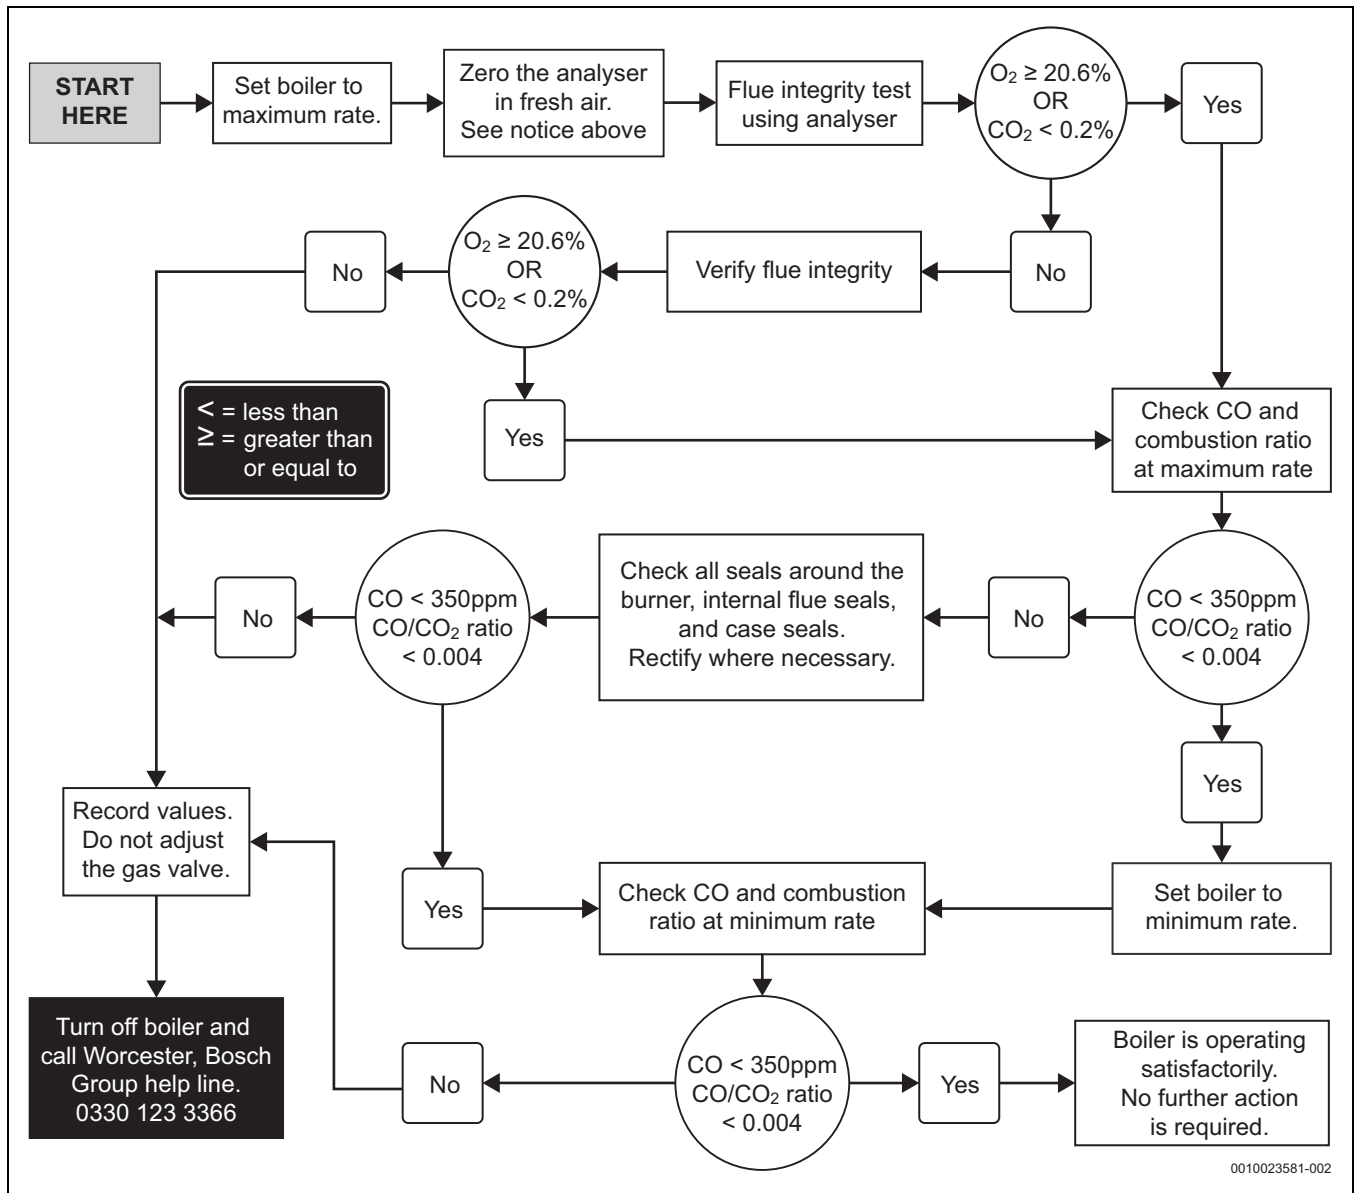 START
HERE
Set boiler to
maximum rate.
Zero the analyser
in fresh air.
See notice above
Flue integrity test
using analyser
O₂ ≥ 20.6%
OR
CO₂ < 0.2%
Yes
No
Verify flue integrity
O₂ ≥ 20.6%
OR
CO₂ < 0.2%
No
Yes
< = less than
≥ = greater than
or equal to
Check CO and
combustion ratio
at maximum rate
CO < 350ppm
CO/CO₂ ratio
< 0.004
No
Check all seals around the
burner, internal flue seals,
and case seals.
Rectify where necessary.
CO < 350ppm
CO/CO₂ ratio
< 0.004
No
Yes
Set boiler to
minimum rate.
Yes
Check CO and combustion
ratio at minimum rate
Record values.
Do not adjust
the gas valve.
Turn off boiler and
call Worcester, Bosch
Group help line.
0330 123 3366
No
CO < 350ppm
CO/CO₂ ratio
< 0.004
Yes
Boiler is operating
satisfactorily.
No further action
is required.
0010023581-002